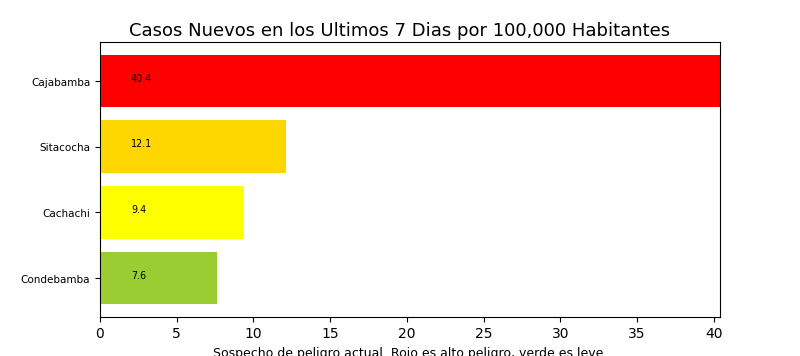 Casos Nuevos en los Ultimos 7 Dias por 100,000 Habitantes
Cajabamba 40.4
Sitacocha 12.1
Cachachi 9.4
Condebamba 7.6
0 5 10 15 20 25 30 35 40
Sospecho de peligro actual. Rojo es alto peligro, verde es leve